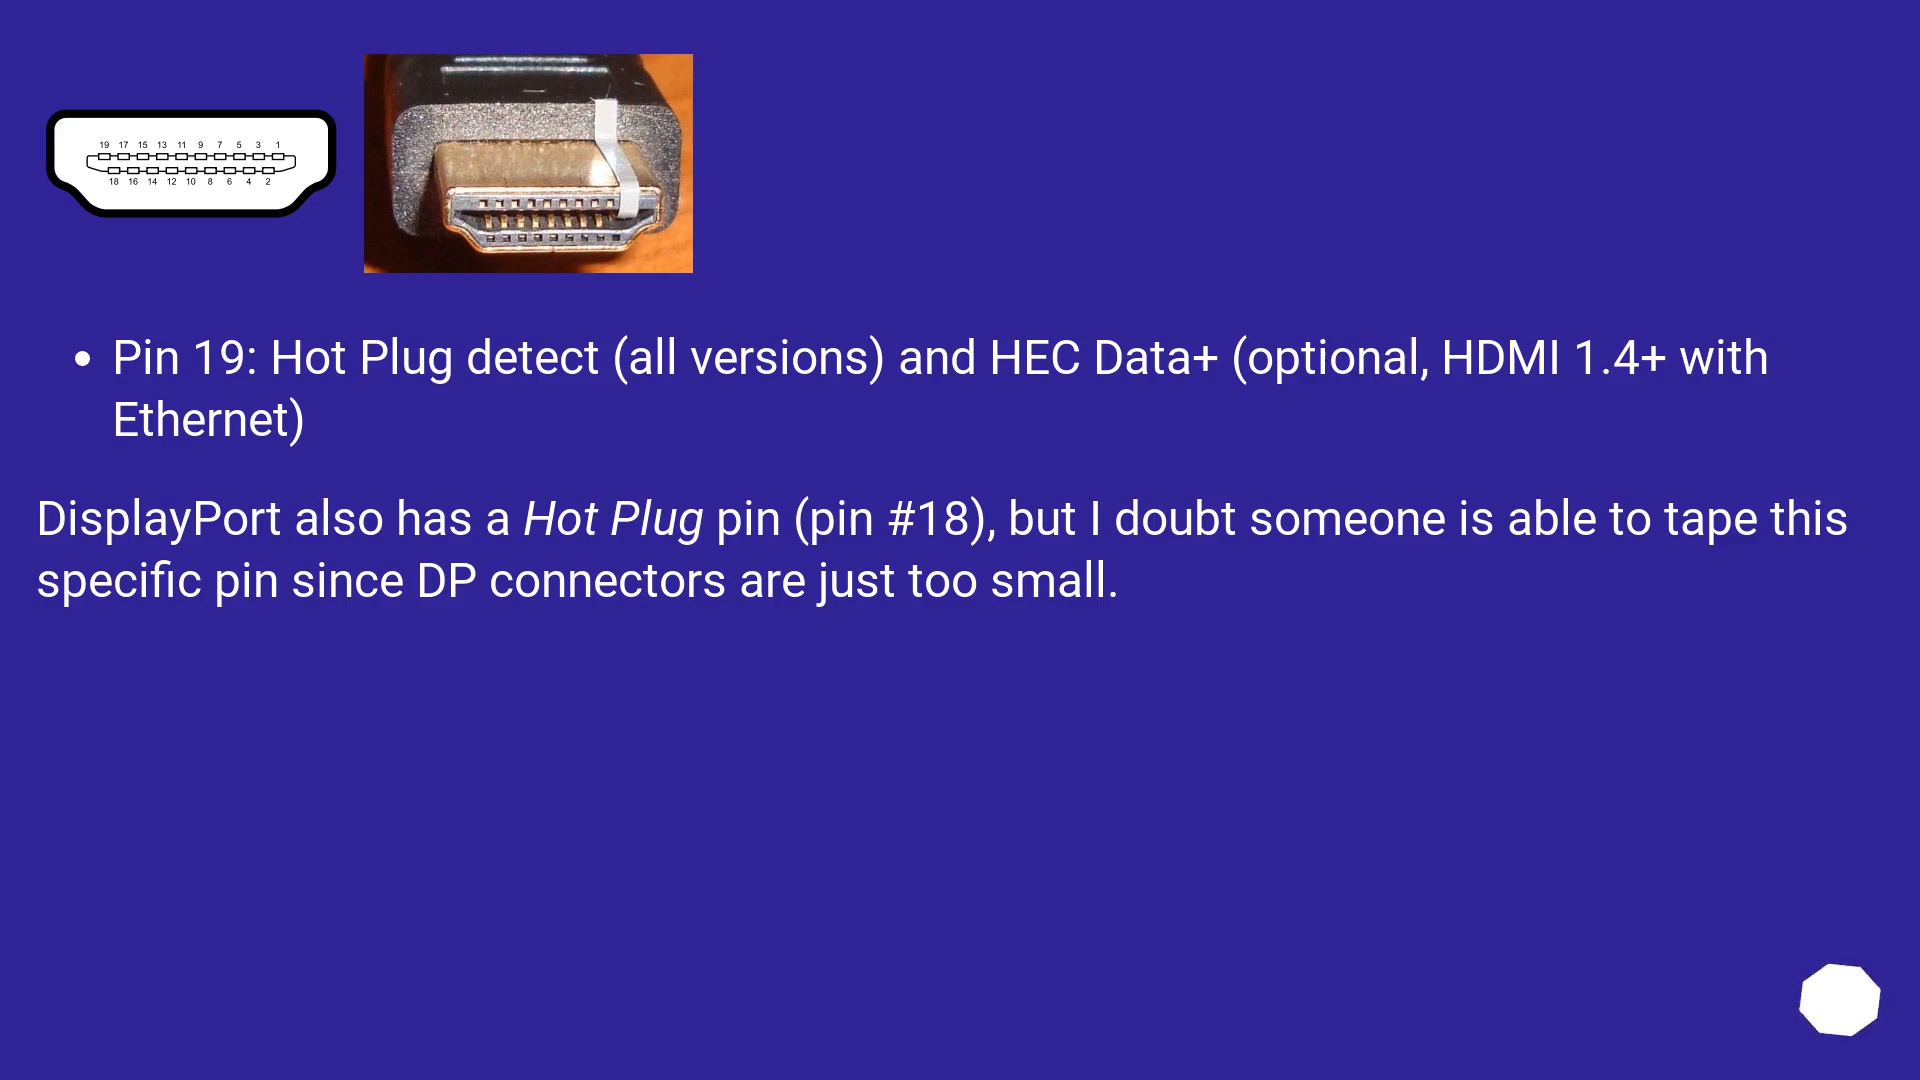 19 17 15 13 11 9 7 5 3 1
18 16 14 12 10 8 6 4 2
Pin 19: Hot Plug detect (all versions) and HEC Data+ (optional, HDMI 1.4+ with
Ethernet)
DisplayPort also has a Hot Plug pin (pin #18), but I doubt someone is able to tape this
specific pin since DP connectors are just too small.